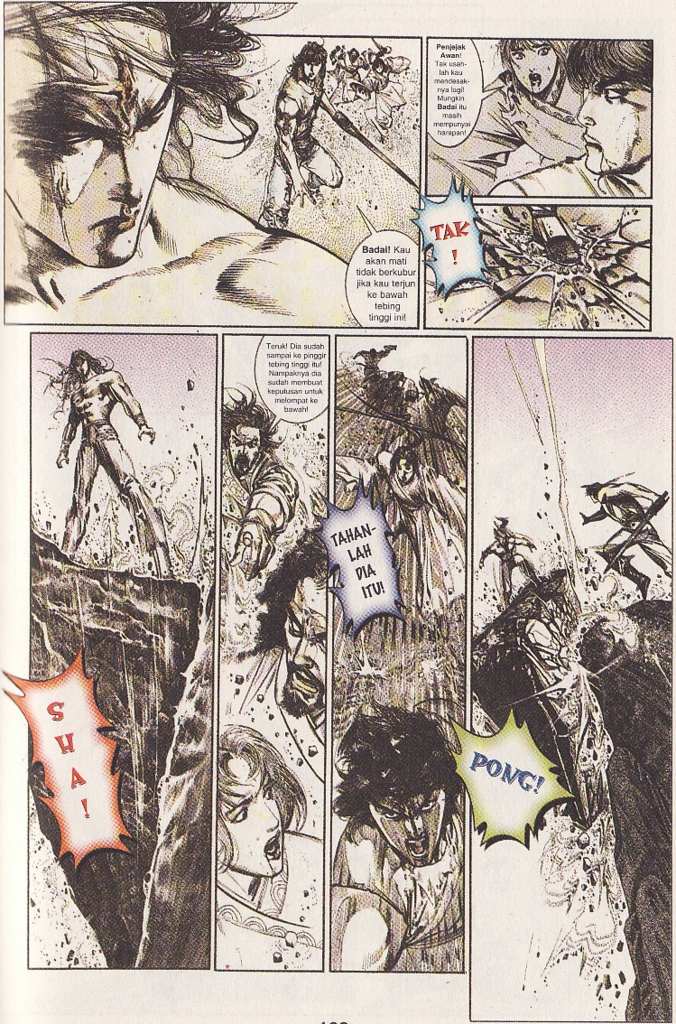 Badai! Kau
akan mati
tidak berkubur
jika kau terjun
ke bawah
tebing
tinggi ini!
Penjejak
Awan!
Tak usah-
lah kau
mendesak-
nya lagi!
Mungkin
Badai itu
masih
mempunyai
harapan!
TAK
!
SHA!
Teruk! Dia sudah
sampai ke pinggir
tebing tinggi itu!
Nampaknya dia
sudah membuat
keputusan untuk
melompat ke
bawah!
TAHAN-
LAH
DIA
ITU!
PONG!